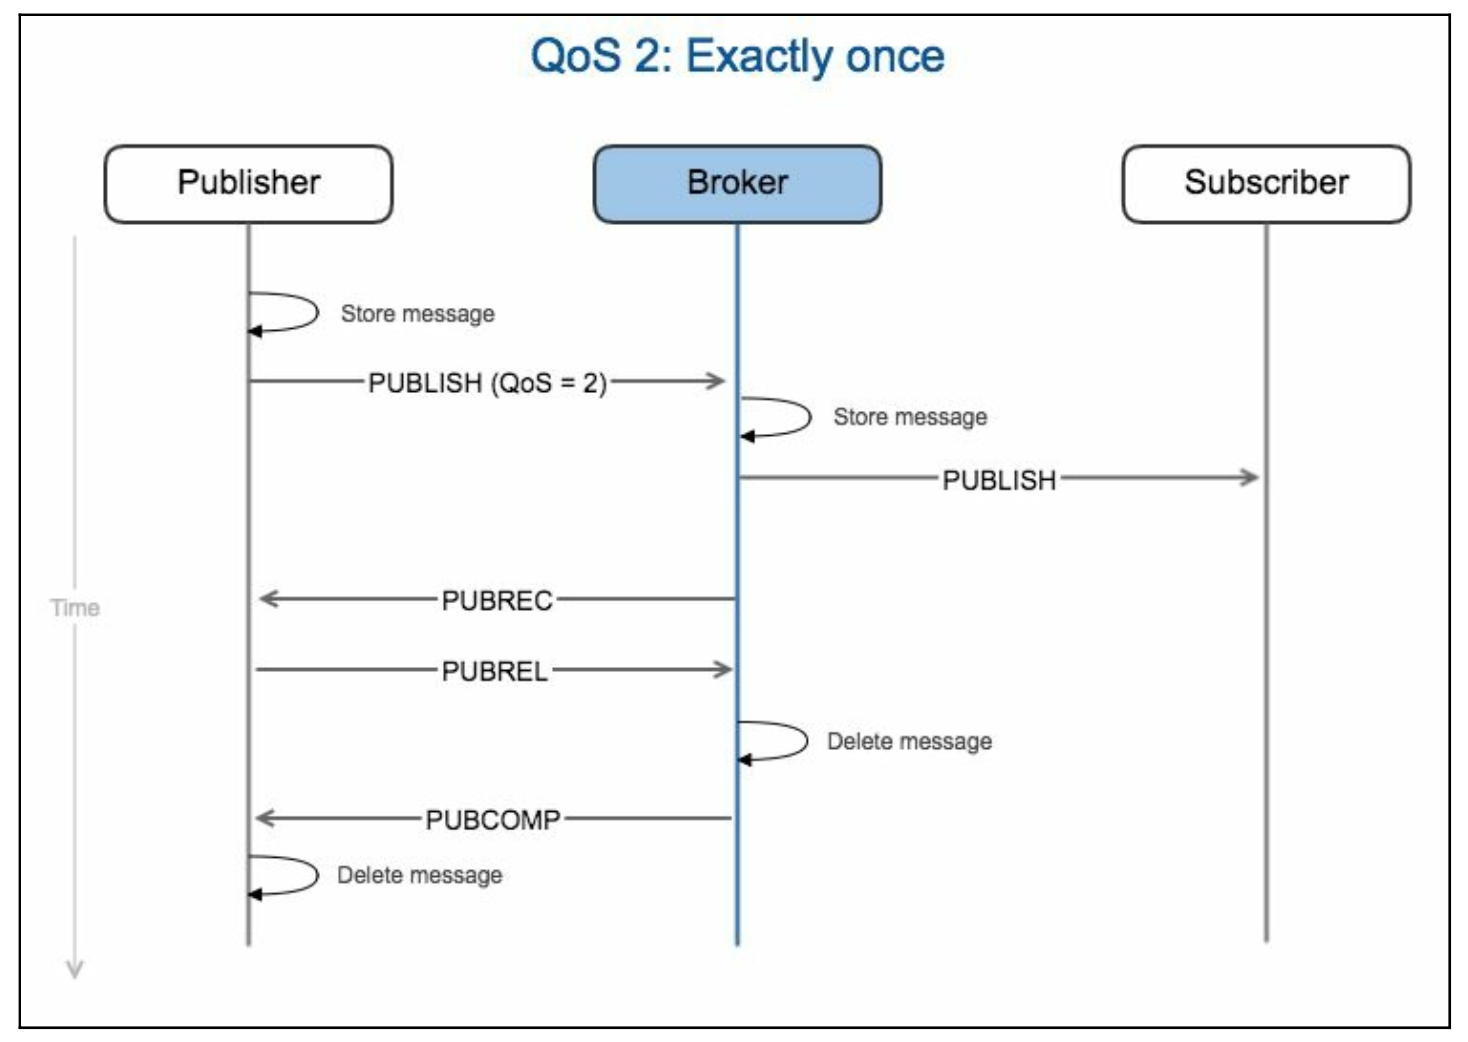 QoS 2: Exactly once
Publisher
Broker
Subscriber
Store message
PUBLISH (QoS = 2)
Store message
PUBLISH
PUBREC
Time
PUBREL
Delete message
PUBCOMP
Delete message